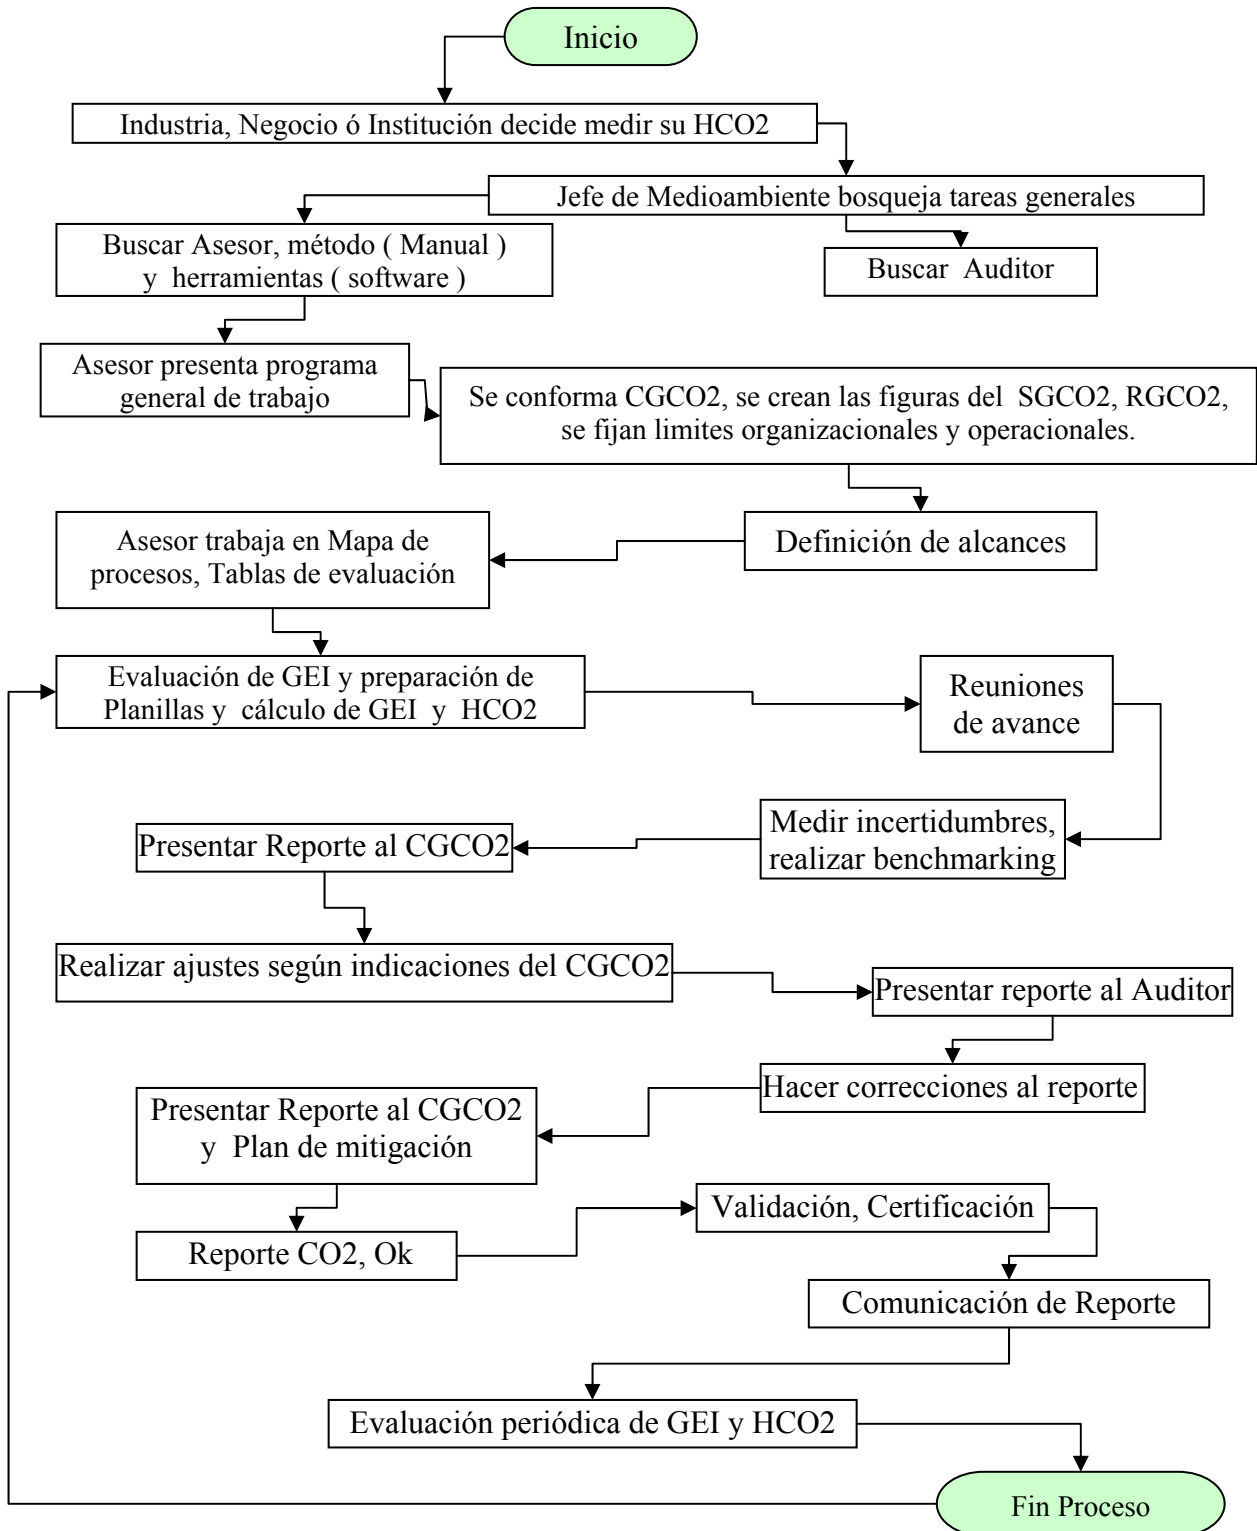 Inicio
Industria, Negocio ó Institución decide medir su HCO2
Jefe de Medioambiente bosqueja tareas generales
Buscar Asesor, método ( Manual )
y herramientas ( software )
Buscar Auditor
Asesor presenta programa
general de trabajo
Se conforma CGCO2, se crean las figuras del SGCO2, RGCO2,
se fijan limites organizacionales y operacionales.
Definición de alcances
Asesor trabaja en Mapa de
procesos, Tablas de evaluación
Evaluación de GEI y preparación de
Planillas y cálculo de GEI y HCO2
Reuniones
de avance
Medir incertidumbres,
realizar benchmarking
Presentar Reporte al CGCO2
Realizar ajustes según indicaciones del CGCO2
Presentar reporte al Auditor
Hacer correcciones al reporte
Presentar Reporte al CGCO2
y Plan de mitigación
Reporte CO2, Ok
Validación, Certificación
Comunicación de Reporte
Evaluación periódica de GEI y HCO2
Fin Proceso